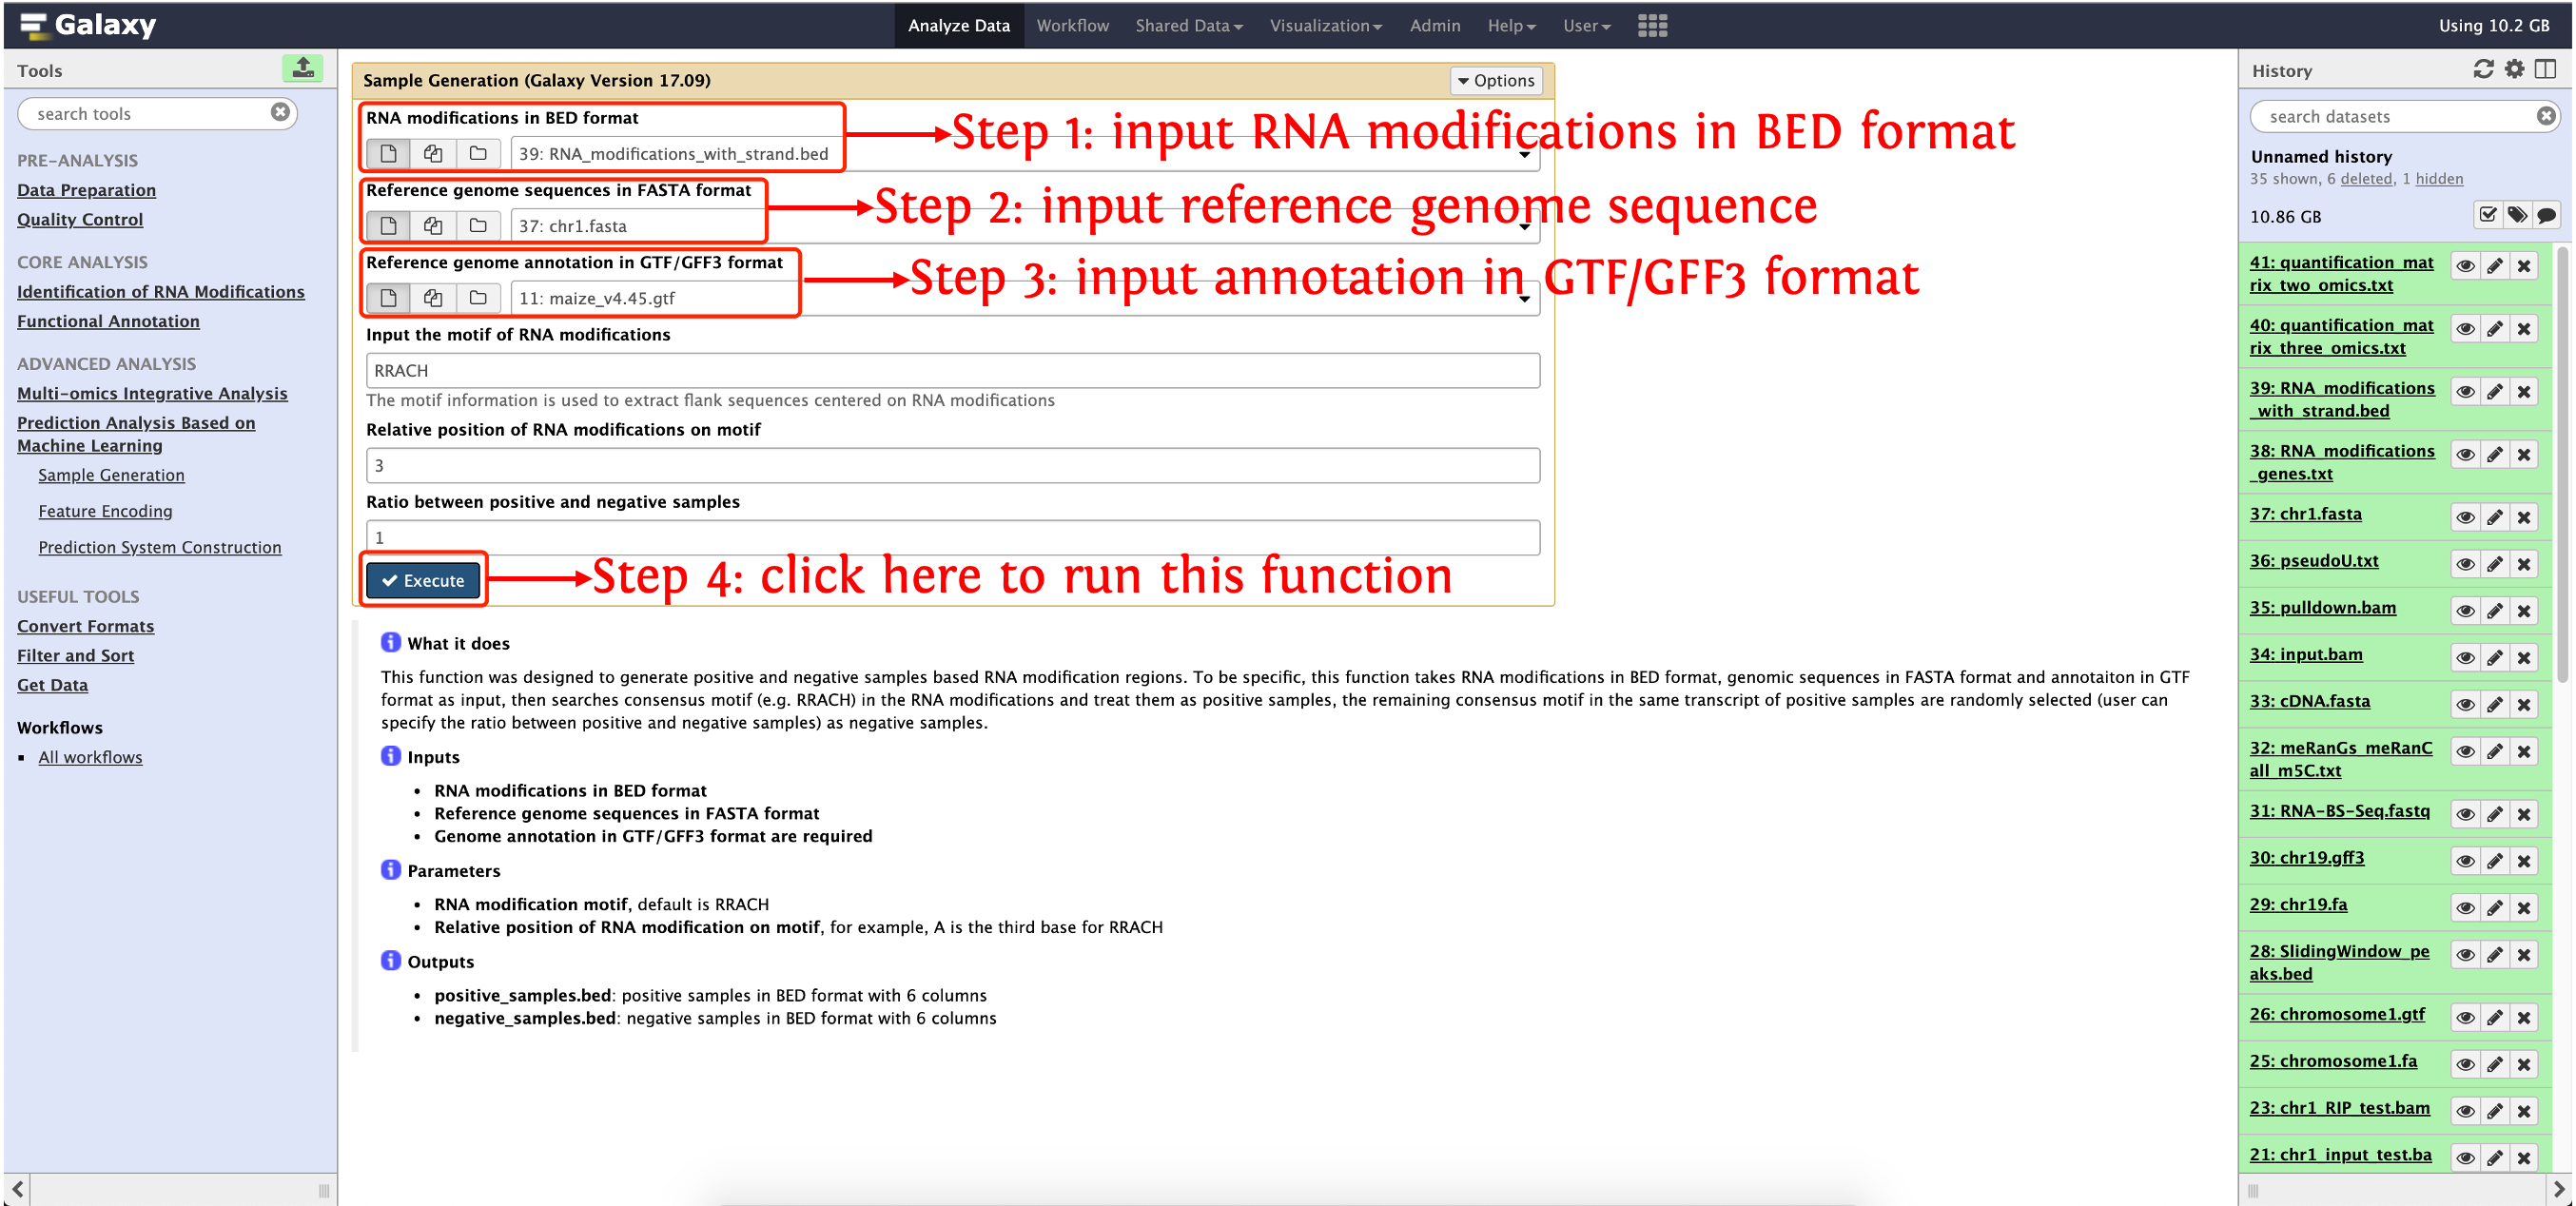 Galaxy
Analyze Data Workflow Shared Data Visualization Admin Help User
Using 10.2 GB
Tools
search tools
PRE-ANALYSIS
Data Preparation
Quality Control
CORE ANALYSIS
Identification of RNA Modifications
Functional Annotation
ADVANCED ANALYSIS
Multi-omics Integrative Analysis
Prediction Analysis Based on
Machine Learning
Sample Generation
Feature Encoding
Prediction System Construction
USEFUL TOOLS
Convert Formats
Filter and Sort
Get Data
Workflows
All workflows
Sample Generation (Galaxy Version 17.09)
Options
RNA modifications in BED format
39: RNA_modifications_with_strand.bed
Step 1: input RNA modifications in BED format
Reference genome sequences in FASTA format
37: chr1.fasta
Step 2: input reference genome sequence
Reference genome annotation in GTF/GFF3 format
11: maize_v4.45.gtf
Step 3: input annotation in GTF/GFF3 format
Input the motif of RNA modifications
RRACH
The motif information is used to extract flank sequences centered on RNA modifications
Relative position of RNA modifications on motif
3
Ratio between positive and negative samples
1
Execute
Step 4: click here to run this function
What it does
This function was designed to generate positive and negative samples based RNA modification regions. To be specific, this function takes RNA modifications in BED format, genomic sequences in FASTA format and annotaiton in GTF
format as input, then searches consensus motif (e.g. RRACH) in the RNA modifications and treat them as positive samples, the remaining consensus motif in the same transcript of positive samples are randomly selected (user can
specify the ratio between positive and negative samples) as negative samples.
Inputs
RNA modifications in BED format
Reference genome sequences in FASTA format
Genome annotation in GTF/GFF3 format are required
Parameters
RNA modification motif, default is RRACH
Relative position of RNA modification on motif, for example, A is the third base for RRACH
Outputs
positive_samples.bed: positive samples in BED format with 6 columns
negative_samples.bed: negative samples in BED format with 6 columns
History
search datasets
Unnamed history
35 shown, 6 deleted, 1 hidden
10.86 GB
41: quantification_mat
rix_two_omics.txt
40: quantification_mat
rix_three_omics.txt
39: RNA_modifications
_with_strand.bed
38: RNA_modifications
_genes.txt
37: chr1.fasta
36: pseudoU.txt
35: pulldown.bam
34: input.bam
33: cDNA.fasta
32: meRanGs_meRanC
all_m5C.txt
31: RNA-BS-Seq.fastq
30: chr19.gff3
29: chr19.fa
28: SlidingWindow_pe
aks.bed
26: chromosome1.gtf
25: chromosome1.fa
23: chr1_RIP_test.bam
21: chr1_input_test.ba